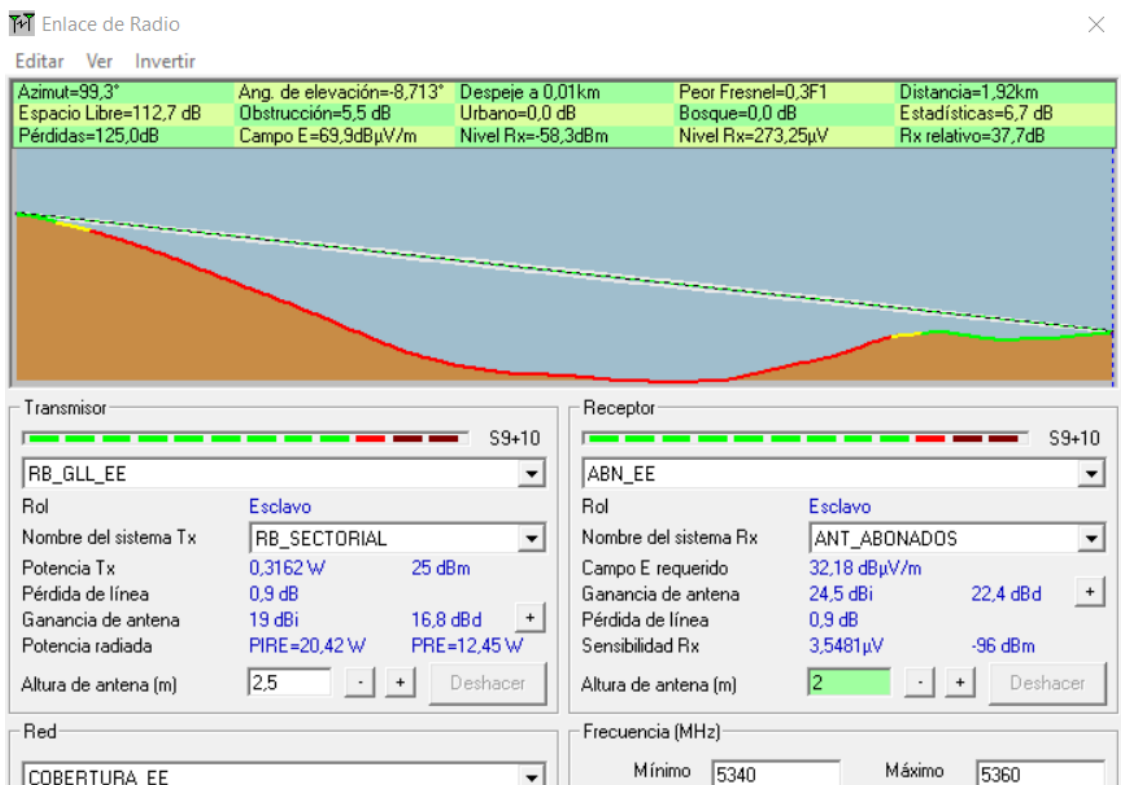 Enlace de Radio
Editar Ver Invertir
Azimut=99,3° Ang. de elevación=-8,713° Despeje a 0,01km Peor Fresnel=0,3F1 Distancia=1,92km
Espacio Libre=112,7 dB Obstrucción=5,5 dB Urbano=0,0 dB Bosque=0,0 dB Estadísticas=6,7 dB
Pérdidas=125,0dB Campo E=69,9dBµV/m Nivel Rx=-58,3dBm Nivel Rx=273,25µV Rx relativo=37,7dB
Transmisor
S9+10
RB_GLL_EE
Rol Esclavo
Nombre del sistema Tx RB_SECTORIAL
Potencia Tx 0,3162 W 25 dBm
Pérdida de línea 0,9 dB
Ganancia de antena 19 dBi 16,8 dBd +
Potencia radiada PIRE=20,42 W PRE=12,45 W
Altura de antena (m) 2,5 - + Deshacer
Receptor
S9+10
ABN_EE
Rol Esclavo
Nombre del sistema Rx ANT_ABONADOS
Campo E requerido 32,18 dBµV/m
Ganancia de antena 24,5 dBi 22,4 dBd +
Pérdida de línea 0,9 dB
Sensibilidad Rx 3,5481µV -96 dBm
Altura de antena (m) 2 - + Deshacer
Red
COBERTURA EE
Frecuencia (MHz)
Mínimo 5340 Máximo 5360